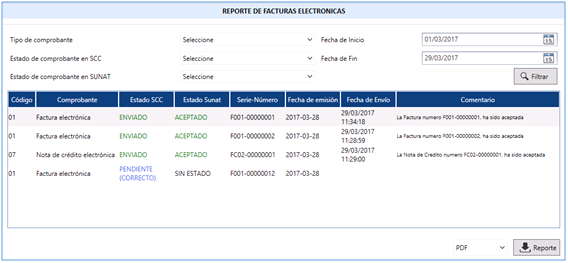 REPORTE DE FACTURAS ELECTRONICAS
Tipo de comprobante Seleccione Fecha de Inicio 01/03/2017 15
Estado de comprobante en SCC Seleccione Fecha de Fin 29/03/2017 15
Estado de comprobante en SUNAT Seleccione Filtrar
Código Comprobante Estado SCC Estado Sunat Serie-Número Fecha de emisión Fecha de Envío Comentario
01 Factura electrónica ENVIADO ACEPTADO F001-00000001 2017-03-28 29/03/2017 La Factura numero F001-00000001, ha sido aceptada
11:34:18
01 Factura electrónica ENVIADO ACEPTADO F001-00000002 2017-03-28 29/03/2017 La Factura numero F001-00000002, ha sido aceptada
11:28:59
07 Nota de crédito electrónica ENVIADO ACEPTADO FC02-00000001 2017-03-28 29/03/2017 La Nota de Credito numero FC02-00000001, ha sido aceptada
11:29:00
01 Factura electrónica PENDIENTE SIN ESTADO F001-00000012 2017-03-28
(CORRECTO)
PDF Reporte